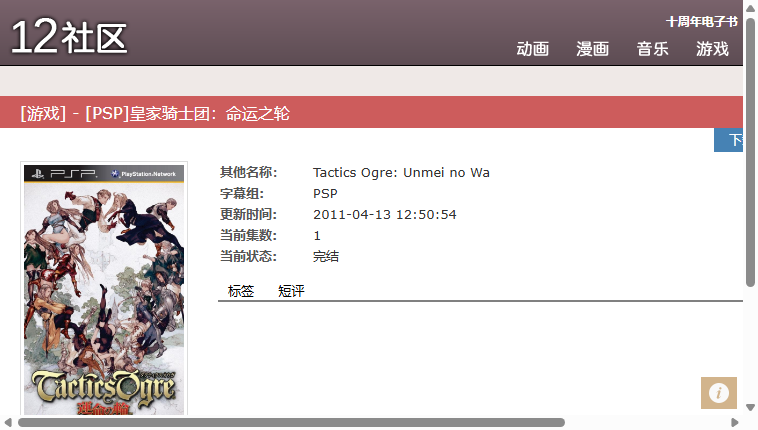 十周年电子书
12社区
动画 漫画 音乐 游戏
[游戏] - [PSP]皇家骑士团：命运之轮
PSP. PlayStation.Network
其他名称: Tactics Ogre: Unmei no Wa
字幕组: PSP
更新时间: 2011-04-13 12:50:54
当前集数: 1
当前状态: 完结
标签 短评
Tactics Ogre